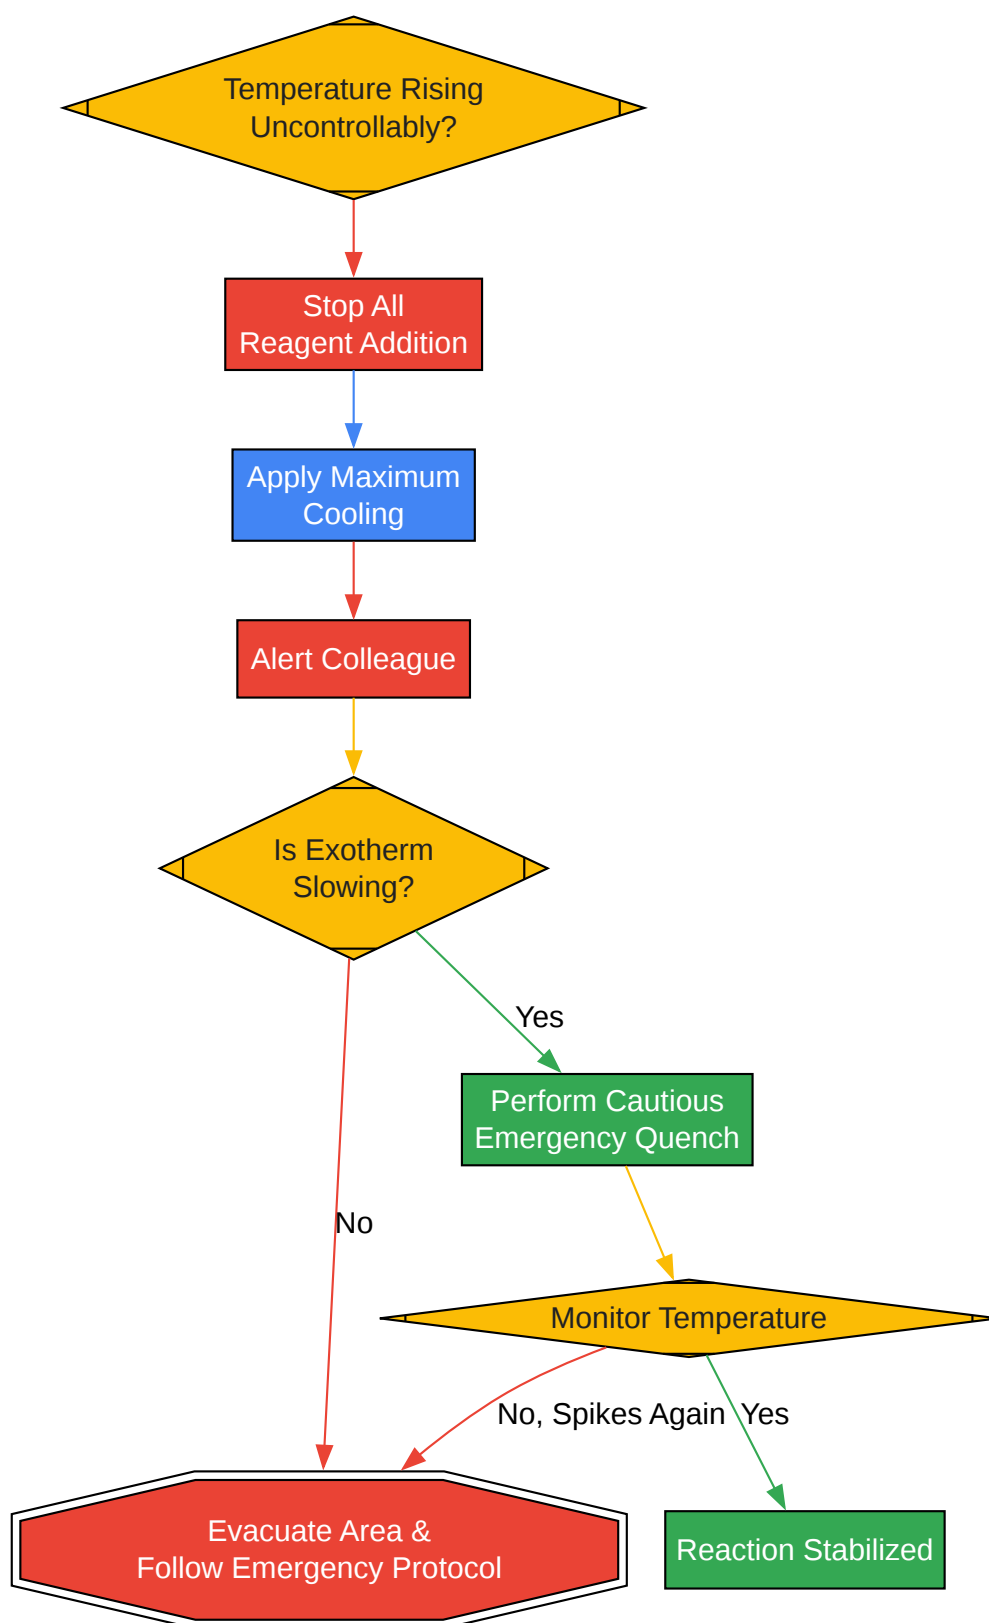 Temperature Rising
Uncontrollably?
Stop All
Reagent Addition
Apply Maximum
Cooling
Alert Colleague
Is Exotherm
Slowing?
Yes
Perform Cautious
Emergency Quench
No
Monitor Temperature
No, Spikes Again
Yes
Evacuate Area &
Follow Emergency Protocol
Reaction Stabilized